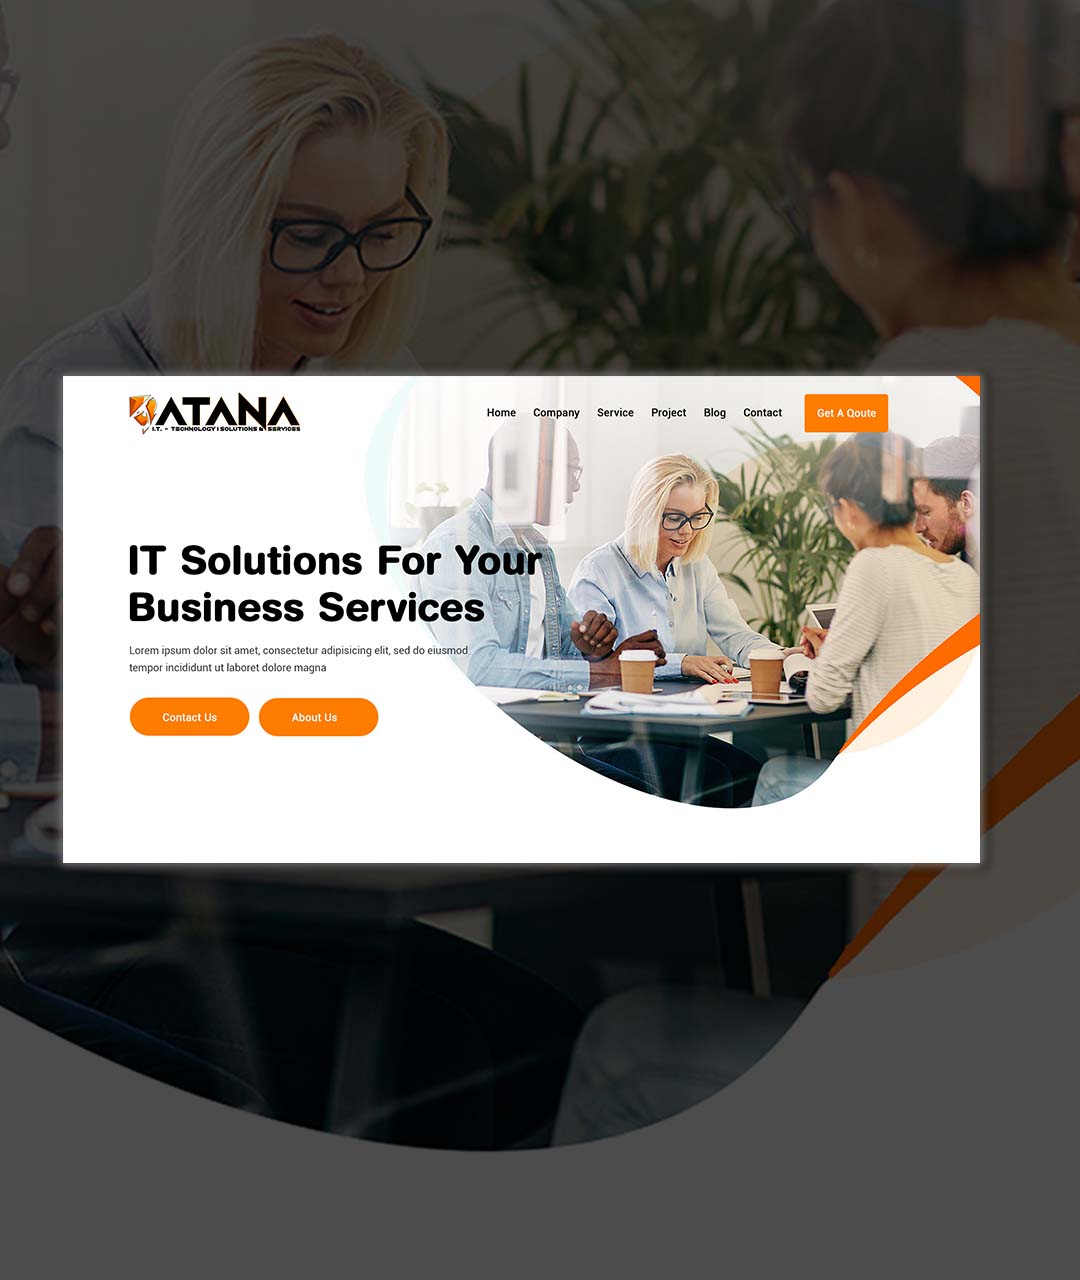 ATANA
I.T. - TECHNOLOGY I SOLUTIONS & SERVICES
Home Company Service Project Blog Contact Get A Qoute
IT Solutions For Your
Business Services
Lorem ipsum dolor sit amet, consectetur adipisicing elit, sed do eiusmod
tempor incididunt ut laboret dolore magna
Contact Us About Us